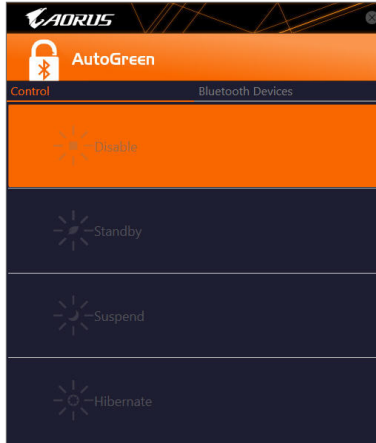 AORUS
AutoGreen
Control Bluetooth Devices
Disable
Standby
Suspend
Hibernate